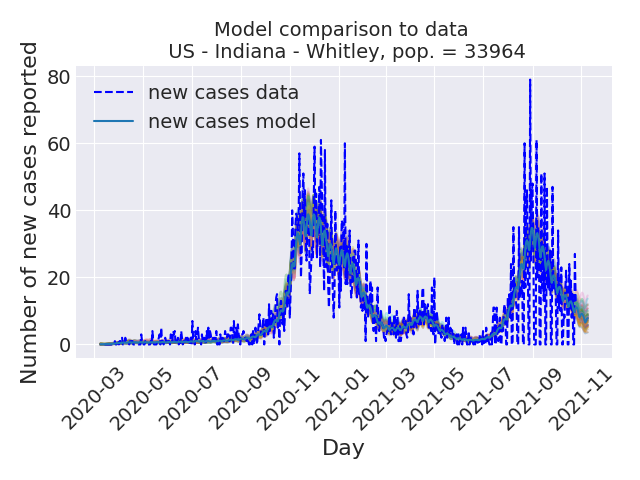 Model comparison to data
US - Indiana - Whitley, pop. = 33964
Number of new cases reported
80
60
40
20
0
new cases data
new cases model
2020-03
2020-05
2020-07
2020-09
2020-11
2021-01
2021-03
2021-05
2021-07
2021-09
2021-11
Day